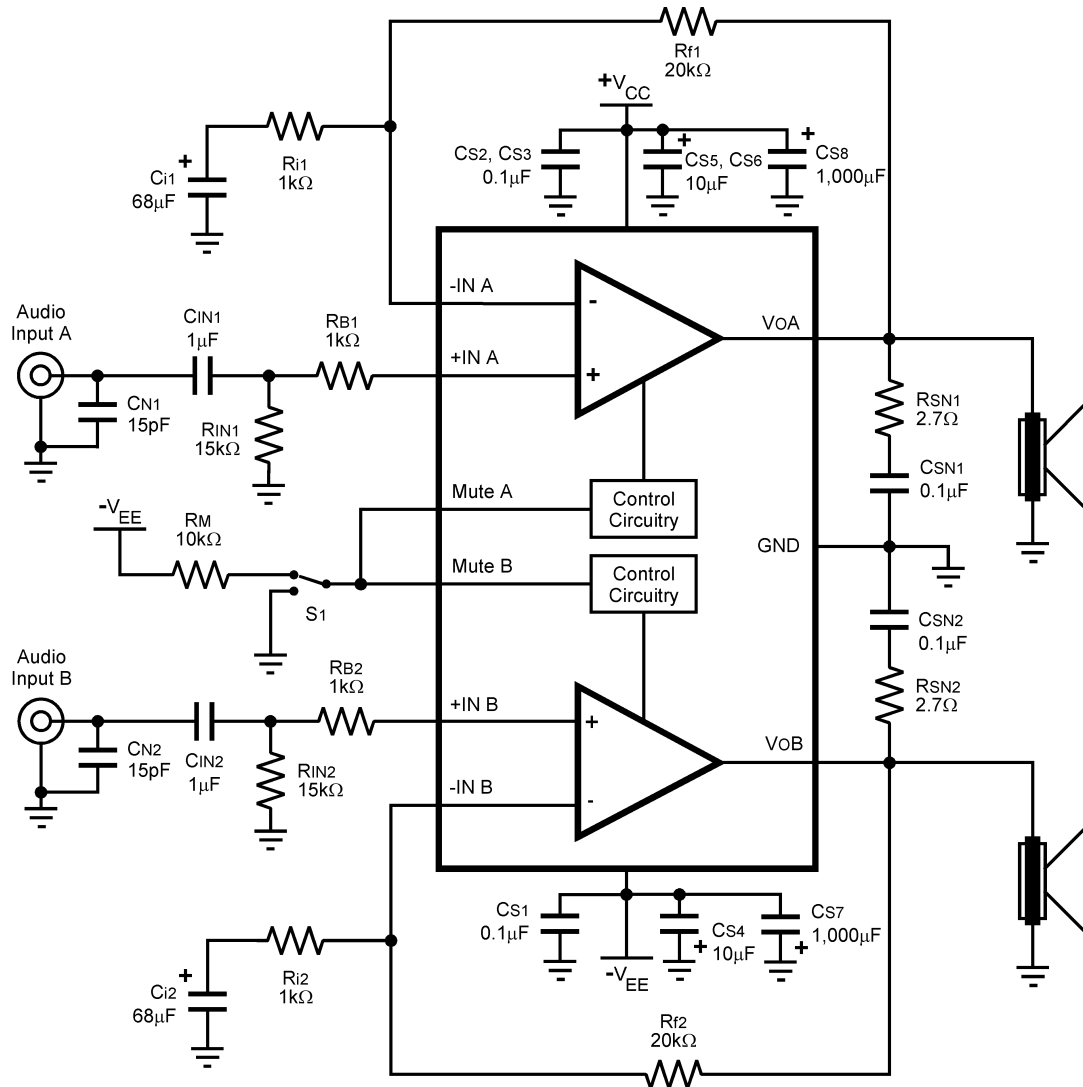 Rf1
20kΩ
+VCC
Ri1
1kΩ
+
Ci1
68µF
CS2, CS3
0.1µF
+
CS5, CS6
10µF
+
CS8
1,000µF
-IN A
-
Audio
Input A
CIN1
1µF
RB1
1kΩ
+IN A
+
VOA
CN1
15pF
RIN1
15kΩ
RSN1
2.7Ω
CSN1
0.1µF
Mute A
Control
Circuitry
-VEE
RM
10kΩ
S1
Mute B
Control
Circuitry
GND
CSN2
0.1µF
RSN2
2.7Ω
Audio
Input B
RB2
1kΩ
+IN B
+
CN2
15pF
CIN2
1µF
RIN2
15kΩ
-IN B
-
VOB
CS1
0.1µF
+
CS4
10µF
+
CS7
1,000µF
-VEE
Ri2
1kΩ
+
Ci2
68µF
Rf2
20kΩ